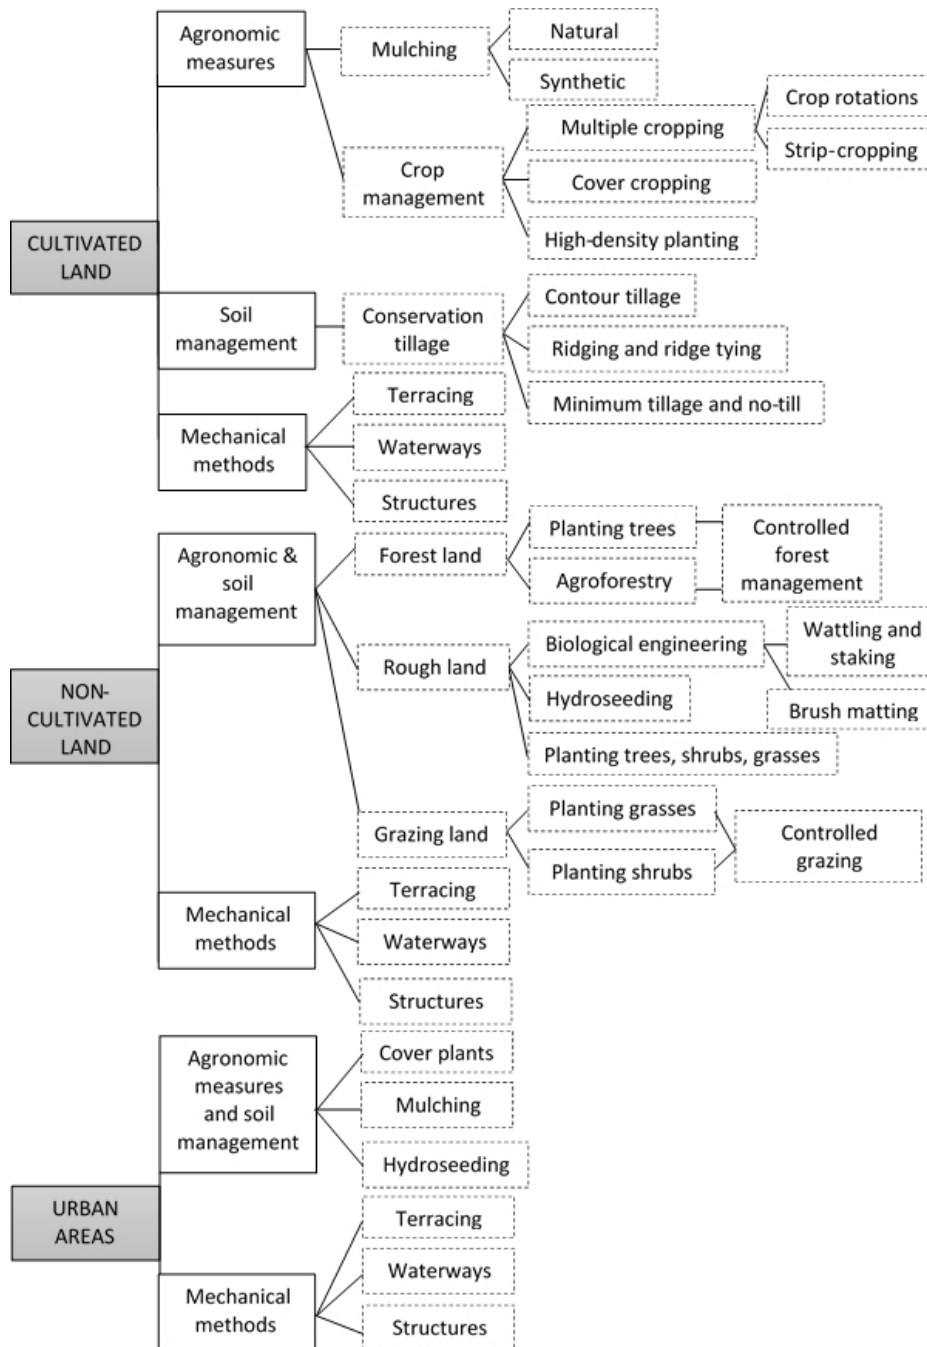 Agronomic
measures
Mulching
Natural
Synthetic
Crop
management
Multiple cropping
Crop rotations
Strip-cropping
Cover cropping
High-density planting
CULTIVATED
LAND
Soil
management
Conservation
tillage
Contour tillage
Ridging and ridge tying
Minimum tillage and no-till
Mechanical
methods
Terracing
Waterways
Structures
Agronomic &
soil
management
Forest land
Planting trees
Agroforestry
Controlled
forest
management
Rough land
Biological engineering
Wattling and
staking
Brush matting
Hydroseeding
Planting trees, shrubs, grasses
NON-
CULTIVATED
LAND
Grazing land
Planting grasses
Planting shrubs
Controlled
grazing
Mechanical
methods
Terracing
Waterways
Structures
Agronomic
measures
and soil
management
Cover plants
Mulching
Hydroseeding
URBAN
AREAS
Mechanical
methods
Terracing
Waterways
Structures